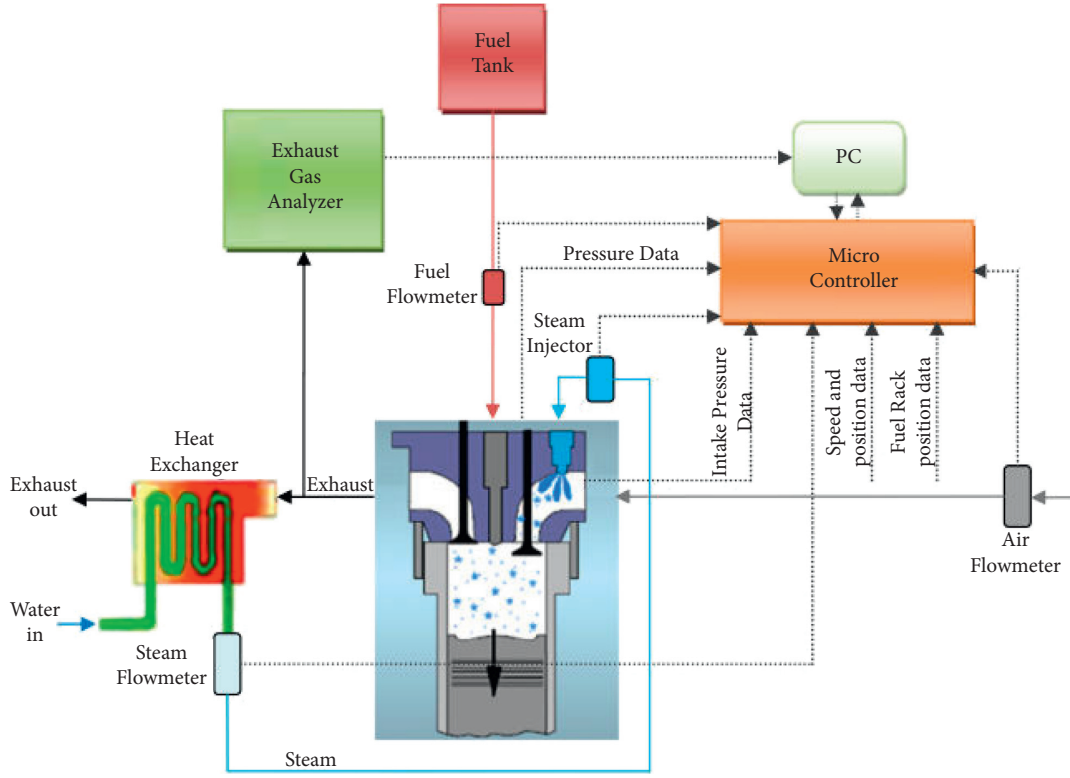 Fuel
Tank
Exhaust
Gas
Analyzer
PC
Micro
Controller
Pressure Data
Fuel
Flowmeter
Steam
Injector
Intake Pressure
Data
Speed and
position data
Fuel Rack
position data
Heat
Exchanger
Exhaust
out
Exhaust
Air
Flowmeter
Water
in
Steam
Flowmeter
Steam